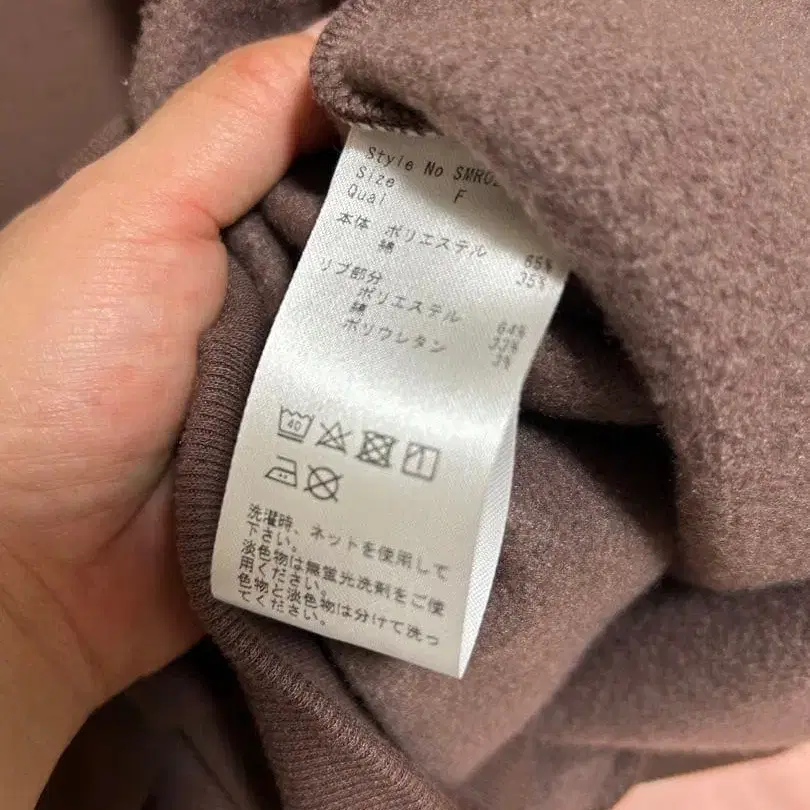 Style No SMR02
Size F
Qual
本体 ポリエステル 65%
綿 35%
リブ部分
ポリエステル 64%
綿 33%
ポリウレタン 3%
40
洗濯時、ネットを使用して
下さい。
淡色物は無蛍光洗剤をご使
用ください。
色物と淡色物は分けて洗っ
てください。